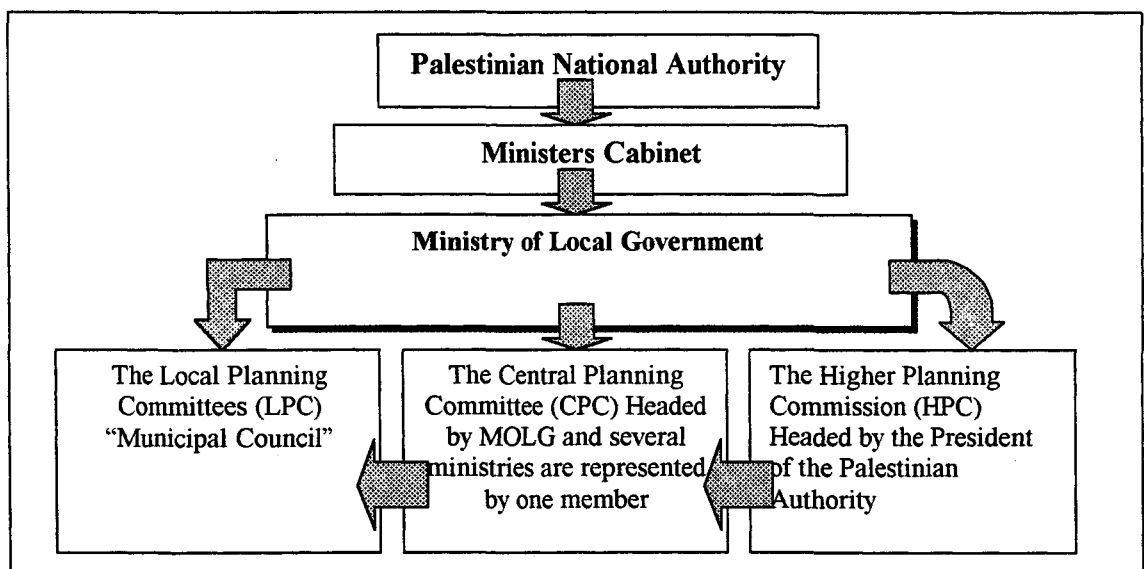 Palestinian National Authority
Ministers Cabinet
Ministry of Local Government
The Local Planning
Committees (LPC)
“Municipal Council”
The Central Planning
Committee (CPC) Headed
by MOLG and several
ministries are represented
by one member
The Higher Planning
Commission (HPC)
Headed by the President
of the Palestinian
Authority